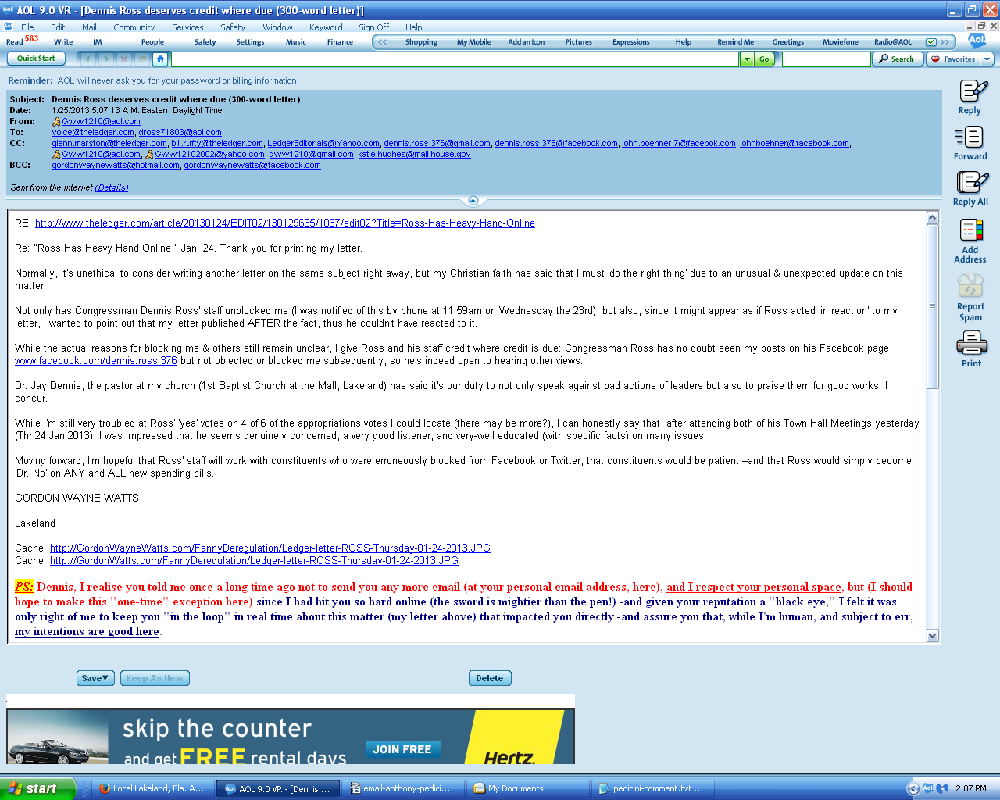 AOL 9.0 VR - [Dennis Ross deserves credit where due (300-word letter)]
File Edit Mail Community Services Safety Window Keyword Sign Off Help
Read 563 Write IM People Safety Settings Music Finance << Shopping My Mobile Add an Icon Pictures Expressions Help Remind Me Greetings Moviefone Radio@AOL >> Aol
Quick Start Go Search Favorites
Reminder: AOL will never ask you for your password or billing information.
Subject: Dennis Ross deserves credit where due (300-word letter)
Date: 1/25/2013 5:07:13 A.M. Eastern Daylight Time
From: Gww1210@aol.com
To: voice@theledger.com, dross71803@aol.com
CC: glenn.marston@theledger.com, bill.rufty@theledger.com, LedgerEditorials@Yahoo.com, dennis.ross.376@gmail.com, dennis.ross.376@facebook.com, john.boehner.7@facebok.com, johnboehner@facebook.com,
Gww1210@aol.com, Gww12102002@yahoo.com, gww1210@gmail.com, katie.hughes@mail.house.gov
BCC: gordonwaynewatts@hotmail.com, gordonwaynewatts@facebook.com
Sent from the Internet (Details)
Reply
Forward
Reply All
Add
Address
Report
Spam
Print
RE: http://www.theledger.com/article/20130124/EDIT02/130129635/1037/edit02?Title=Ross-Has-Heavy-Hand-Online
Re: "Ross Has Heavy Hand Online," Jan. 24. Thank you for printing my letter.
Normally, it's unethical to consider writing another letter on the same subject right away, but my Christian faith has said that I must 'do the right thing' due to an unusual & unexpected update on this
matter.
Not only has Congressman Dennis Ross' staff unblocked me (I was notified of this by phone at 11:59am on Wednesday the 23rd), but also, since it might appear as if Ross acted 'in reaction' to my
letter, I wanted to point out that my letter published AFTER the fact, thus he couldn't have reacted to it.
While the actual reasons for blocking me & others still remain unclear, I give Ross and his staff credit where credit is due: Congressman Ross has no doubt seen my posts on his Facebook page,
www.facebook.com/dennis.ross.376 but not objected or blocked me subsequently, so he's indeed open to hearing other views.
Dr. Jay Dennis, the pastor at my church (1st Baptist Church at the Mall, Lakeland) has said it's our duty to not only speak against bad actions of leaders but also to praise them for good works; I
concur.
While I'm still very troubled at Ross' 'yea' votes on 4 of 6 of the appropriations votes I could locate (there may be more?), I can honestly say that, after attending both of his Town Hall Meetings yesterday
(Thr 24 Jan 2013), I was impressed that he seems genuinely concerned, a very good listener, and very-well educated (with specific facts) on many issues.
Moving forward, I'm hopeful that Ross' staff will work with constituents who were erroneously blocked from Facebook or Twitter, that constituents would be patient –and that Ross would simply become
'Dr. No' on ANY and ALL new spending bills.
GORDON WAYNE WATTS
Lakeland
Cache: http://GordonWayneWatts.com/FannyDeregulation/Ledger-letter-ROSS-Thursday-01-24-2013.JPG
Cache: http://GordonWatts.com/FannyDeregulation/Ledger-letter-ROSS-Thursday-01-24-2013.JPG
PS: Dennis, I realise you told me once a long time ago not to send you any more email (at your personal email address, here), and I respect your personal space, but (I should
hope to make this "one-time" exception here) since I had hit you so hard online (the sword is mightier than the pen!) -and given your reputation a "black eye," I felt it was
only right of me to keep you "in the loop" in real time about this matter (my letter above) that impacted you directly -and assure you that, while I'm human, and subject to err,
my intentions are good here.
Save Keep As New Delete
skip the counter
and get FREE rental days
JOIN FREE
Hertz.
start Local Lakeland, Fla. A... AOL 9.0 VR - [Dennis ... email-anthony-pedici... My Documents pedicini-comment.txt ... 2:07 PM